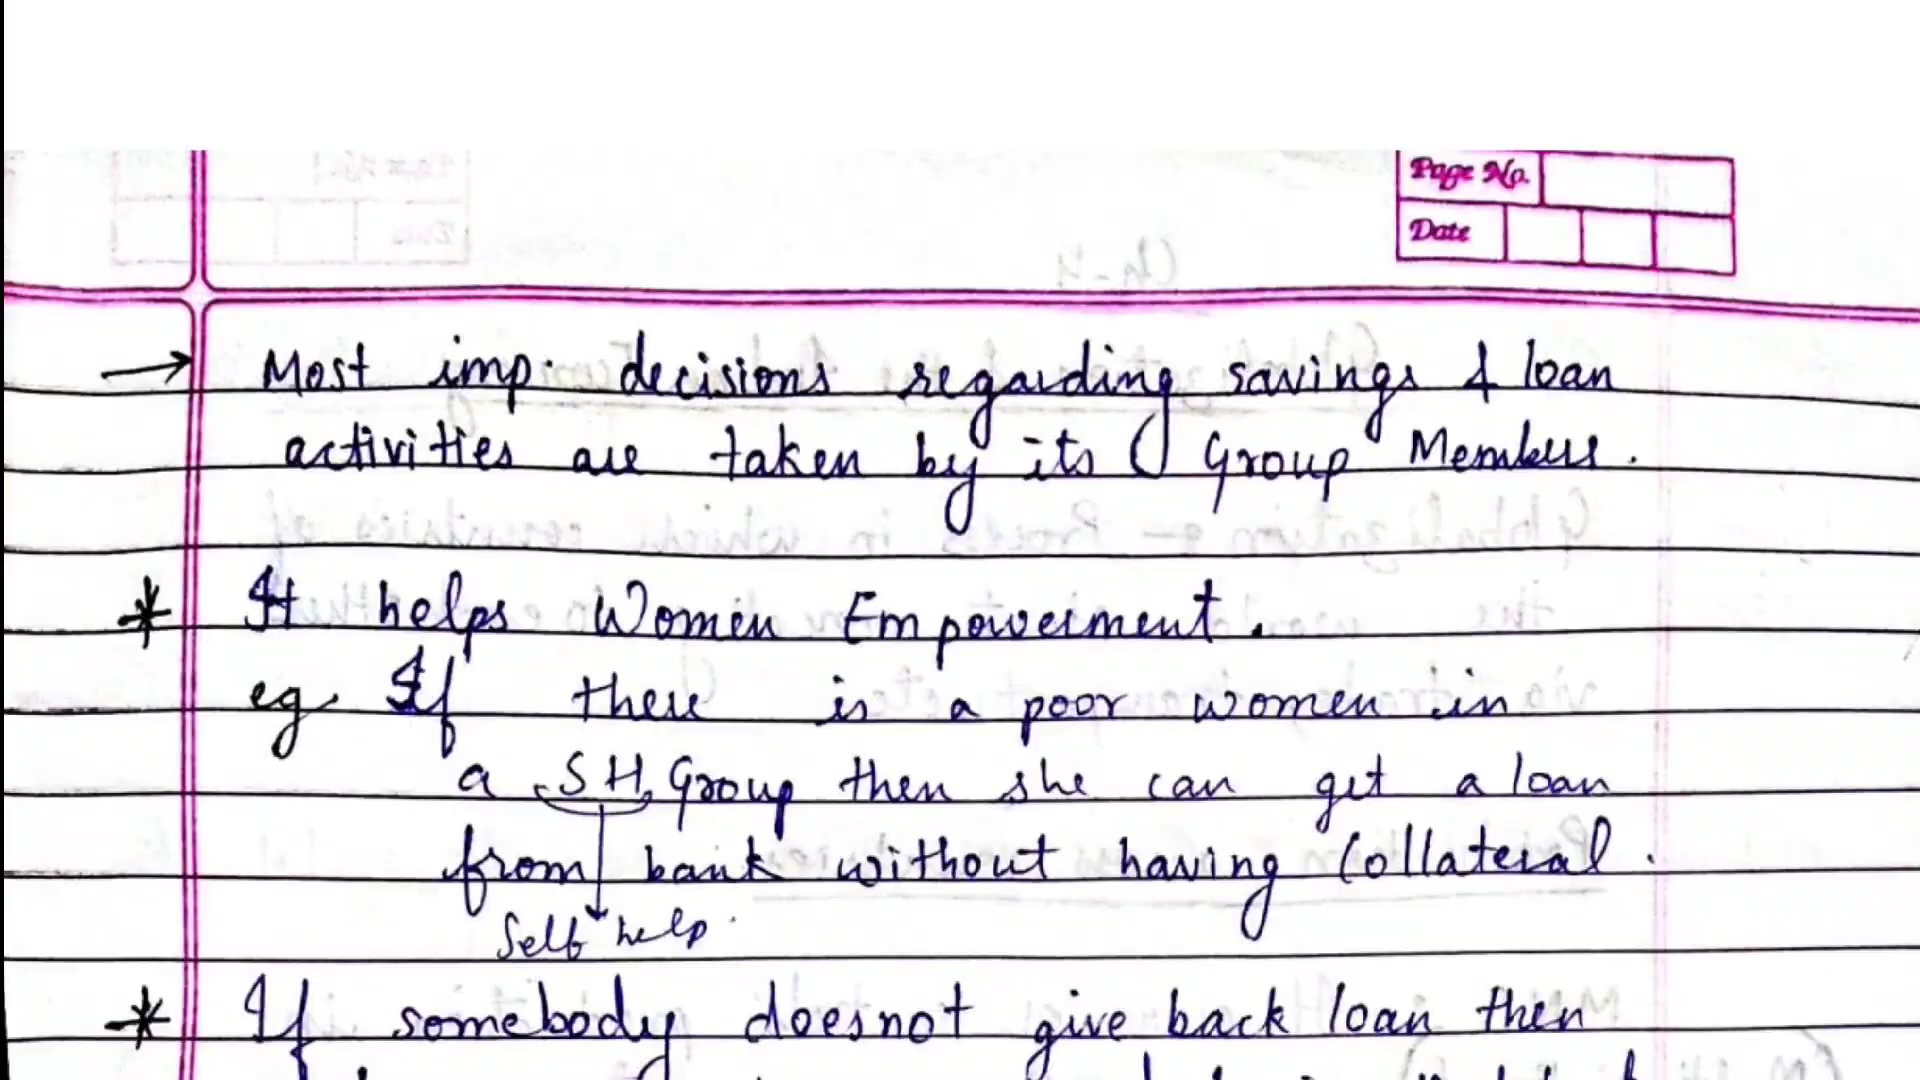 Page No.
Date
→ Most imp. decisions regarding savings & loan
activities are taken by its Group Members.
* It helps Women Empowerment.
eg. If there is a poor women in
a SH Group then she can get a loan
from bank without having Collateral.
Self help
* If somebody doesnot give back loan then